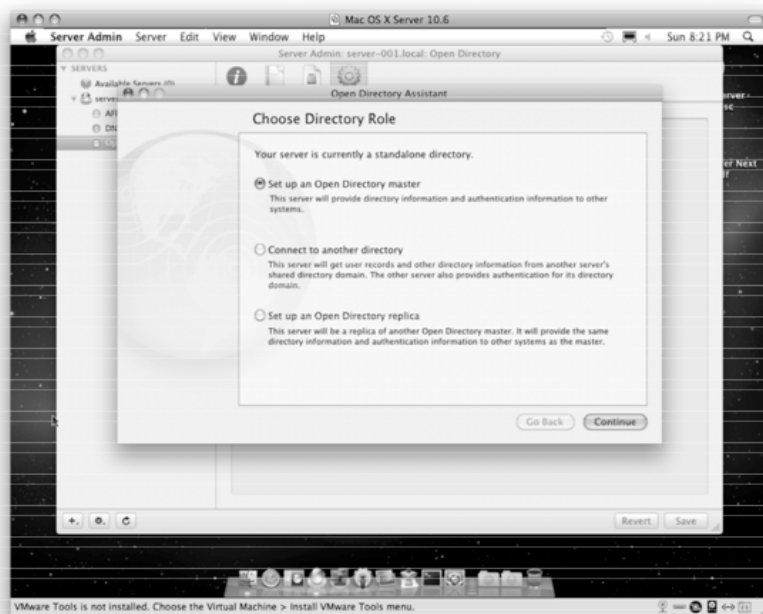 Mac OS X Server 10.6
Server Admin Server Edit View Window Help Sun 8:21 PM
Server Admin: server-001.local: Open Directory
SERVERS
Available Servers (0)
Open Directory Assistant
Choose Directory Role
Your server is currently a standalone directory.
Set up an Open Directory master
This server will provide directory information and authentication information to other
systems.
Connect to another directory
This server will get user records and other directory information from another server's
shared directory domain. The other server also provides authentication for its directory
domain.
Set up an Open Directory replica
This server will be a replica of another Open Directory master. It will provide the same
directory information and authentication information to other systems as the master.
Go Back Continue
Revert Save
VMware Tools is not installed. Choose the Virtual Machine > Install VMware Tools menu.